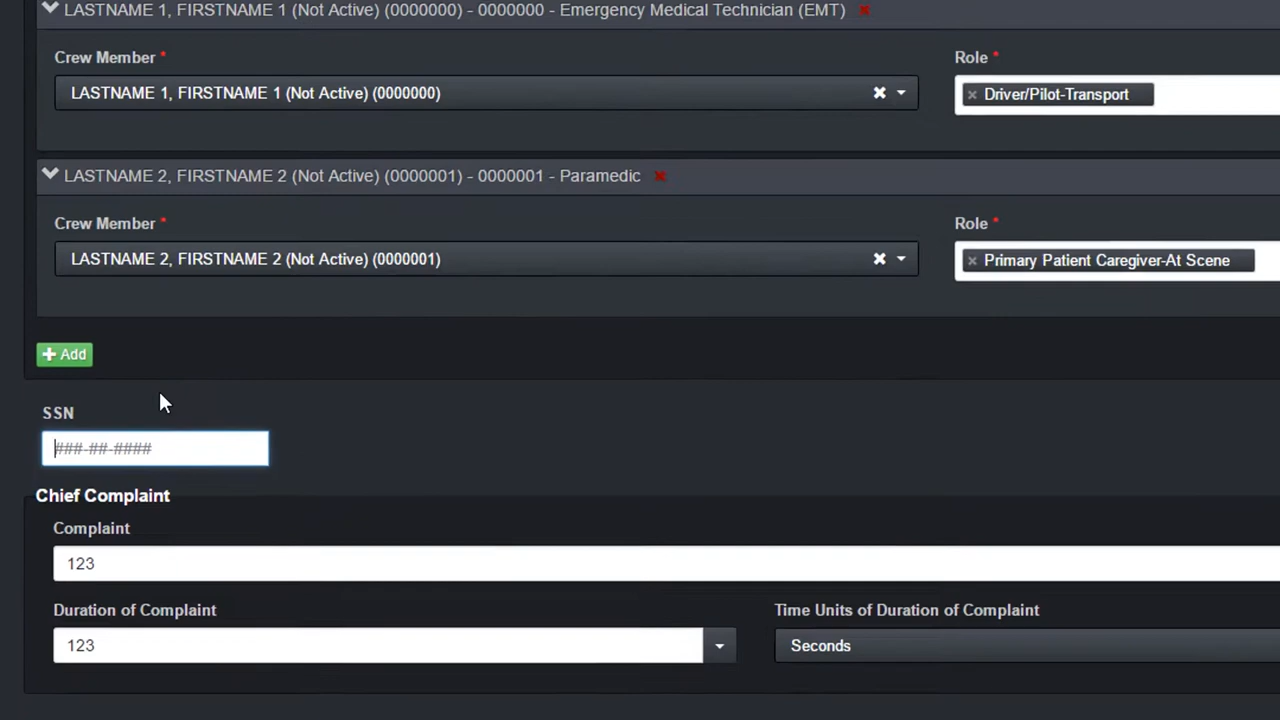 LASTNAME 1, FIRSTNAME 1 (Not Active) (0000000) - 0000000 - Emergency Medical Technician (EMT)
Crew Member * Role *
LASTNAME 1, FIRSTNAME 1 (Not Active) (0000000) Driver/Pilot-Transport
LASTNAME 2, FIRSTNAME 2 (Not Active) (0000001) - 0000001 - Paramedic
Crew Member * Role *
LASTNAME 2, FIRSTNAME 2 (Not Active) (0000001) Primary Patient Caregiver-At Scene
Add
SSN
###-##-####
Chief Complaint
Complaint
123
Duration of Complaint Time Units of Duration of Complaint
123 Seconds